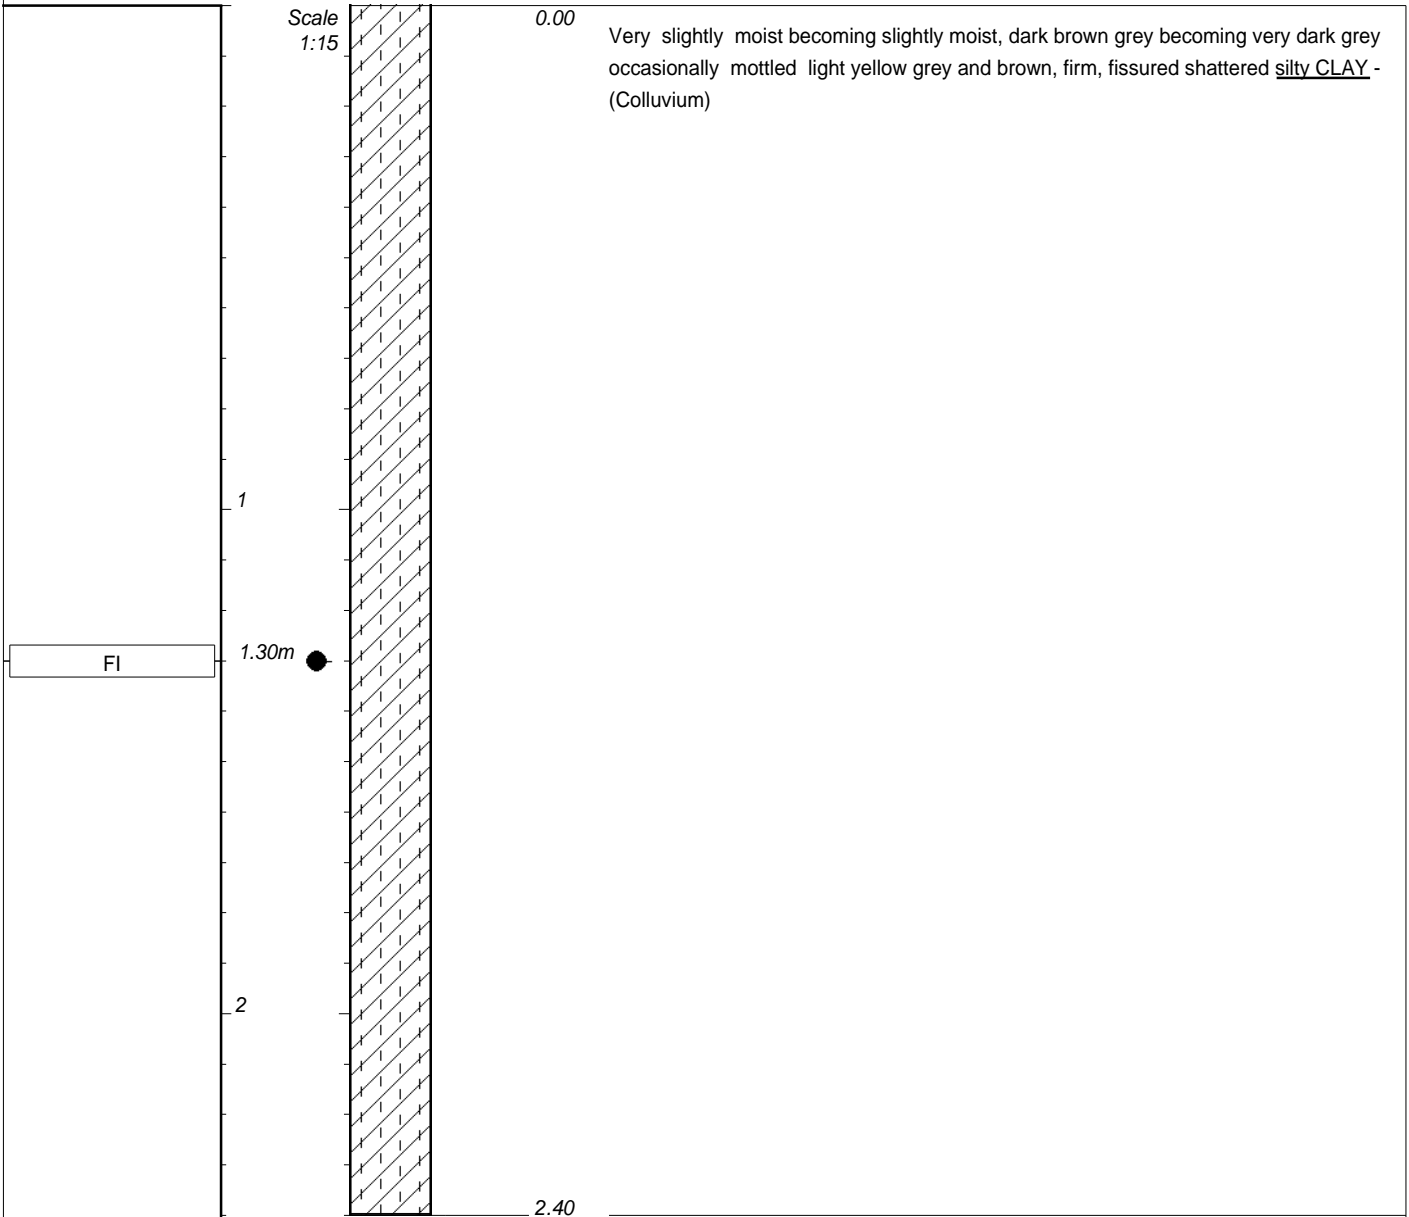 Scale
1:15
0.00
Very slightly moist becoming slightly moist, dark brown grey becoming very dark grey
occasionally mottled light yellow grey and brown, firm, fissured shattered silty CLAY -
(Colluvium)
1
FI
1.30m
2
2.40